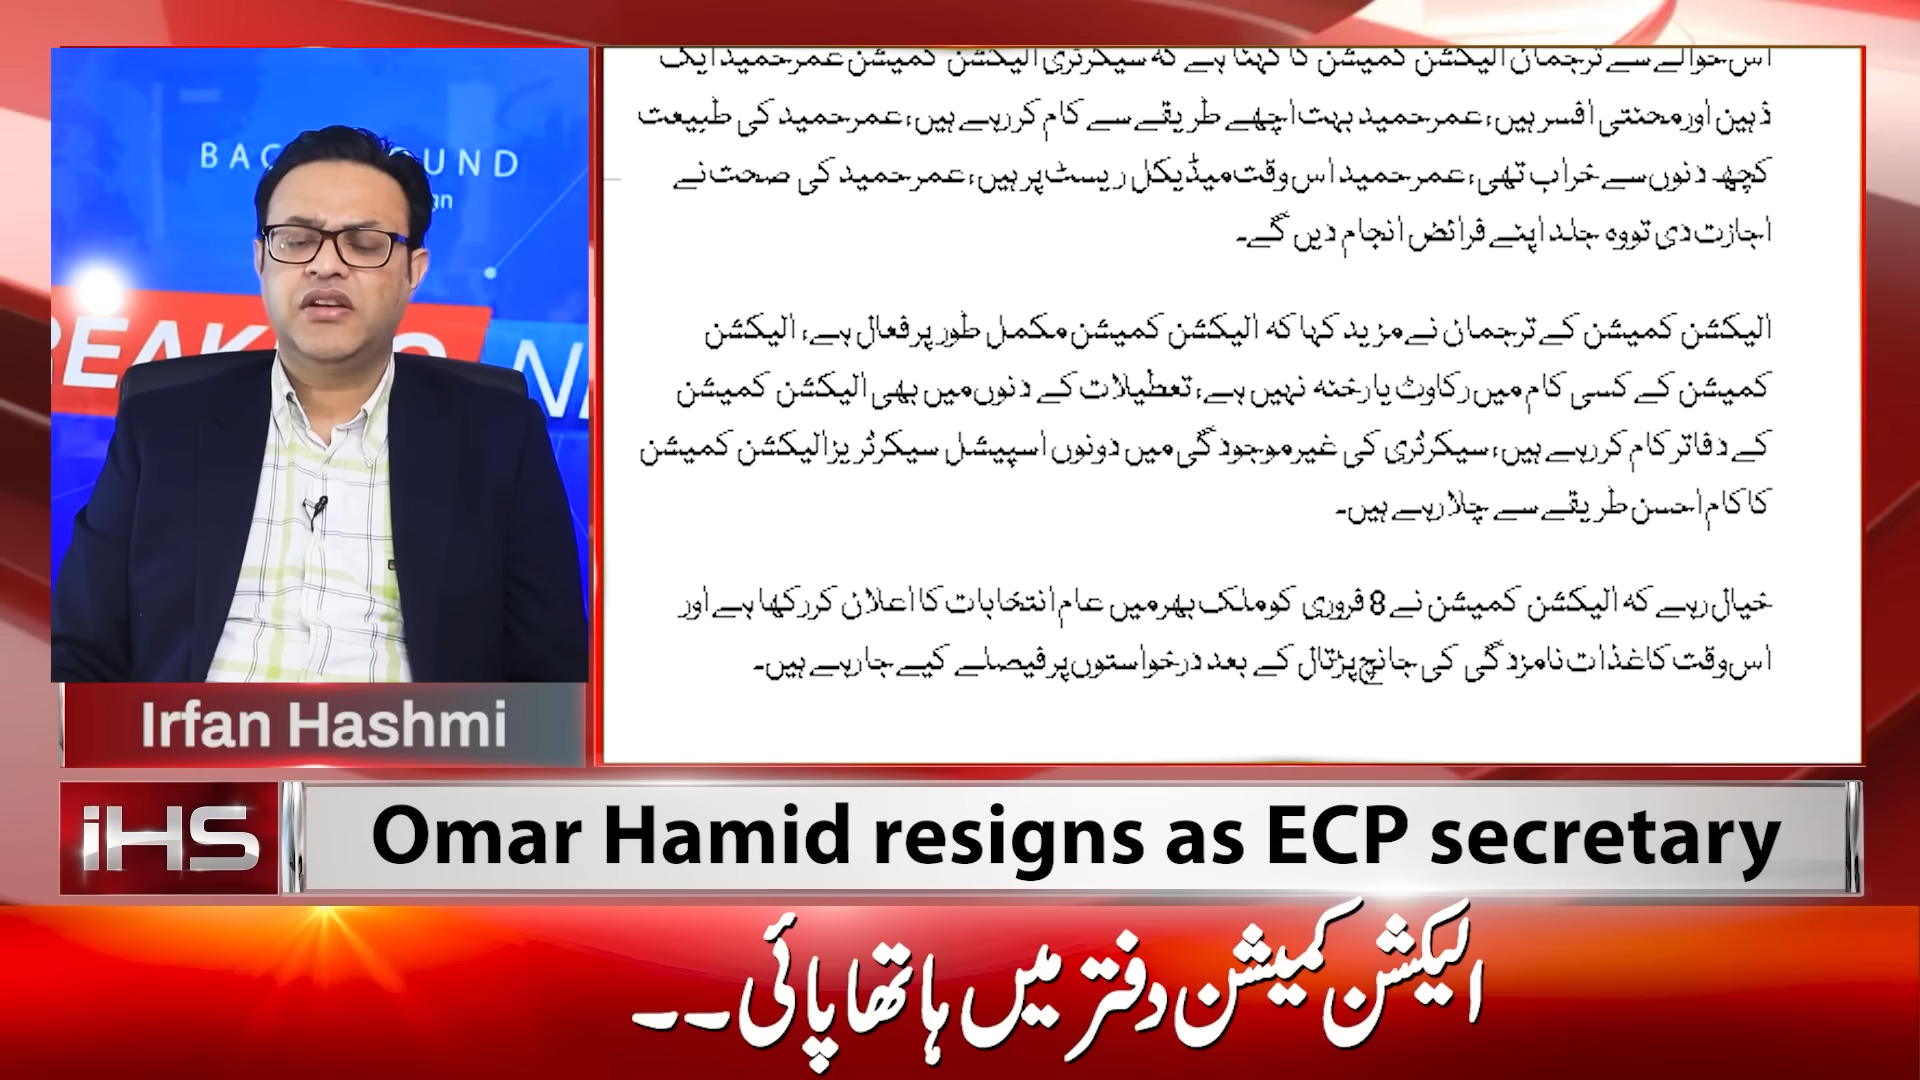 BACKGROUND
REAK
N
اس حوالے سے ترجمان الیکشن کمیشن کا کہنا ہے کہ سیکرٹری الیکشن کمیشن عمر حمید ایک
ذہین اور محنتی افسر ہیں، عمر حمید بہت اچھے طریقے سے کام کر رہے ہیں، عمر حمید کی طبیعت
کچھ دنوں سے خراب تھی، عمر حمید اس وقت میڈیکل ریسٹ پر ہیں، عمر حمید کی صحت نے
اجازت دی تو وہ جلد اپنے فرائض انجام دیں گے۔
الیکشن کمیشن کے ترجمان نے مزید کہا کہ الیکشن کمیشن مکمل طور پر فعال ہے، الیکشن
کمیشن کے کسی کام میں رکاوٹ یا رخنہ نہیں ہے، تعطیلات کے دنوں میں بھی الیکشن کمیشن
کے دفاتر کام کر رہے ہیں، سیکرٹری کی غیر موجودگی میں دونوں اسپیشل سیکرٹریز الیکشن کمیشن
کا کام احسن طریقے سے چلا رہے ہیں۔
خیال رہے کہ الیکشن کمیشن نے 8 فروری کو ملک بھر میں عام انتخابات کا اعلان کر رکھا ہے اور
اس وقت کاغذات نامزدگی کی جانچ پڑتال کے بعد درخواستوں پر فیصلے کیے جا رہے ہیں۔
Irfan Hashmi
iHS
Omar Hamid resigns as ECP secretary
الیکشن کمیشن دفتر میں ہاتھا پائی۔۔